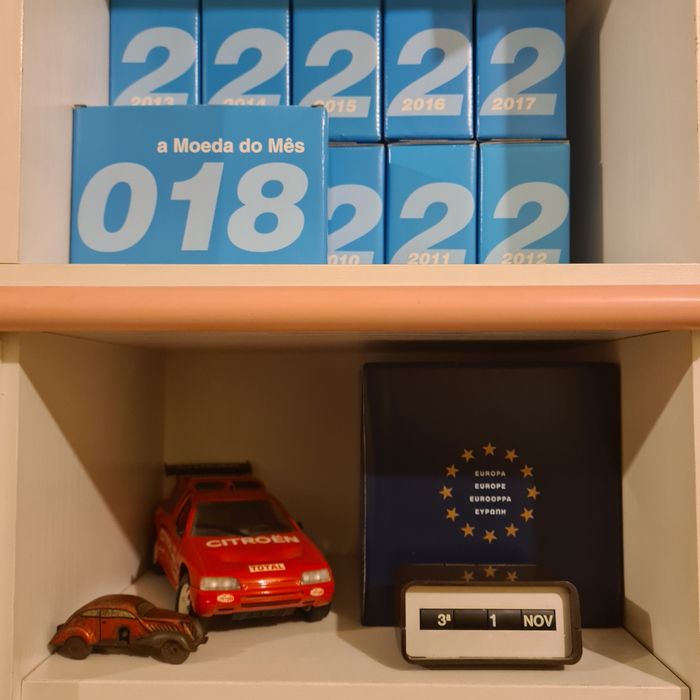 2
2
2
2
2
2013
2014
2015
2016
2017
a Moeda do Mês
018
2
2
2
010
2011
2012
CITROËN
TOTAL
EUROPA
EUROPE
EUROOPPA
ΕΥΡΩΠΗ
3ª 1 NOV